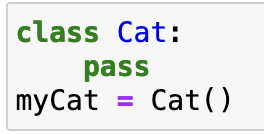 class Cat:
    pass
myCat = Cat()